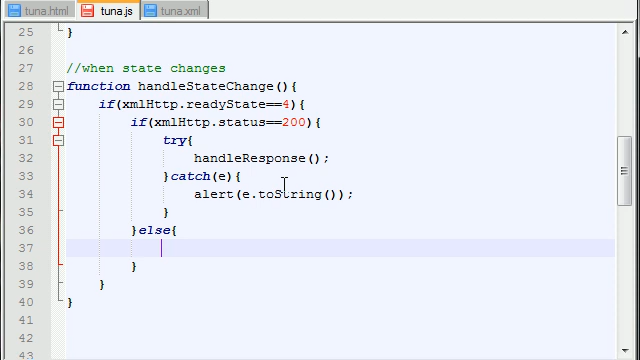 tuna.html tuna.js tuna.xml
25 }
26
27 //when state changes
28 function handleStateChange(){
29 if(xmlHttp.readyState==4){
30 if(xmlHttp.status==200){
31 try{
32 handleResponse();
33 }catch(e){
34 alert(e.toString());
35 }
36 }else{
37
38 }
39 }
40 }
41
42
43